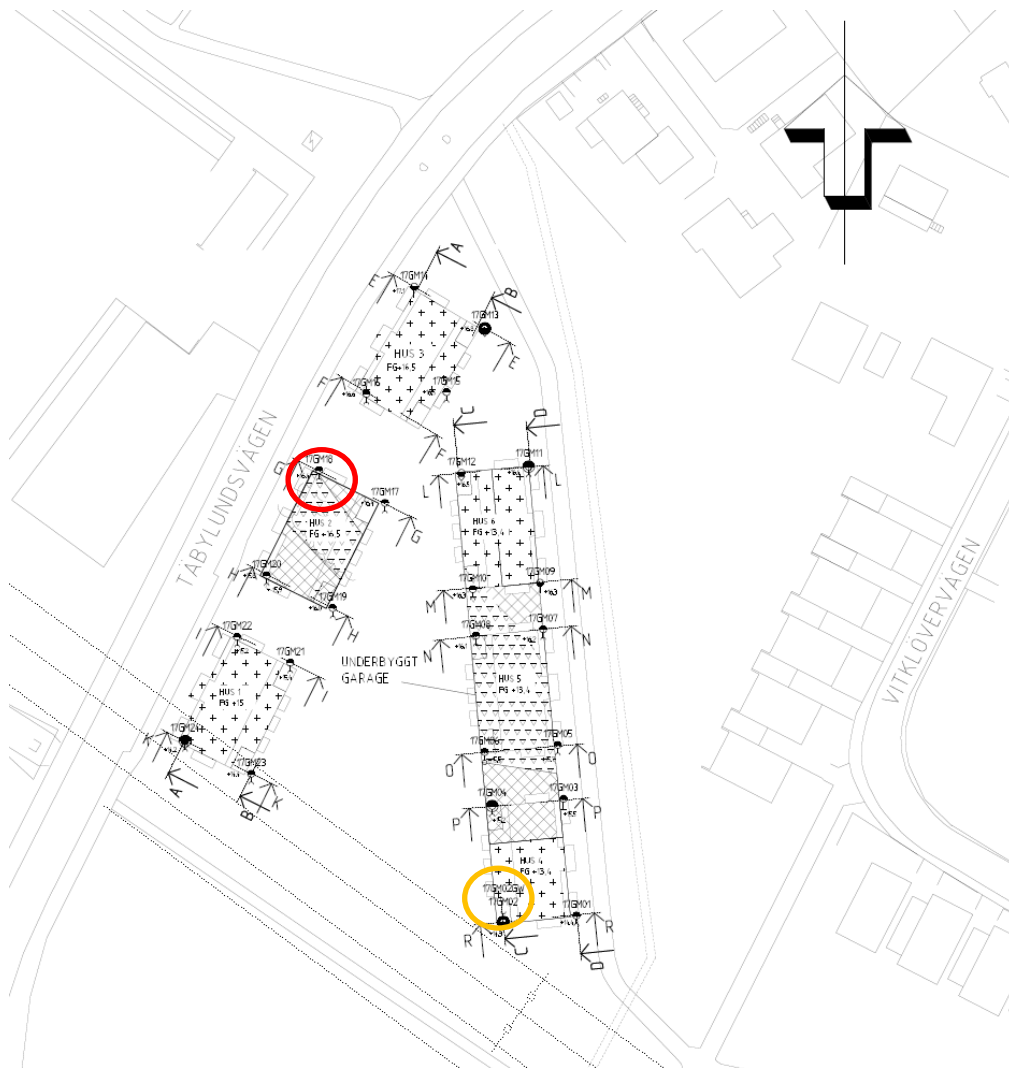 A
17GM14
E
B
17GM13
E
HUS 3
FG+16,5
F
17GM16
17GM15
TÄBYLUNDSVÄGEN
F
C
D
17GM18
G
17GM12
17GM11
L
L
17GM17
G
HUS 2
FG +16,5
HUS 6
FG +13,4
H
17GM20
17GM19
H
M
17GM10
17GM09
M
+16,3
17GM22
I
N
17GM08
17GM07
N
17GM21
I
UNDERBYGGT
GARAGE
HUS 5
FG +13,4
HUS 1
FG +15
VITKLÖVERVÄGEN
K
17GM24
17GM23
K
A
B
O
17GM06
17GM05
O
P
17GM04
17GM03
P
HUS 4
FG +13,4
17GM02GW
17GM02
17GM01
R
R
C
D